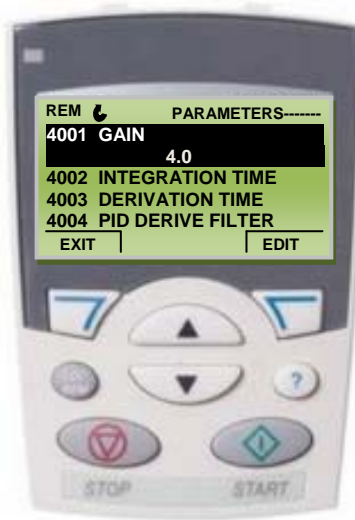 REM PARAMETERS-------
4001 GAIN
4.0
4002 INTEGRATION TIME
4003 DERIVATION TIME
4004 PID DERIVE FILTER
EXIT EDIT
?
STOP START